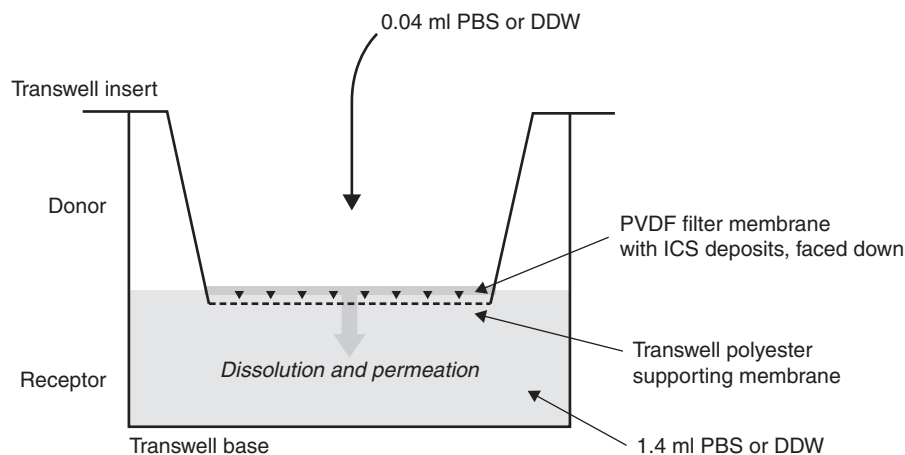 0.04 ml PBS or DDW
Transwell insert
Donor
PVDF filter membrane
with ICS deposits, faced down
Transwell polyester
supporting membrane
Dissolution and permeation
Receptor
1.4 ml PBS or DDW
Transwell base